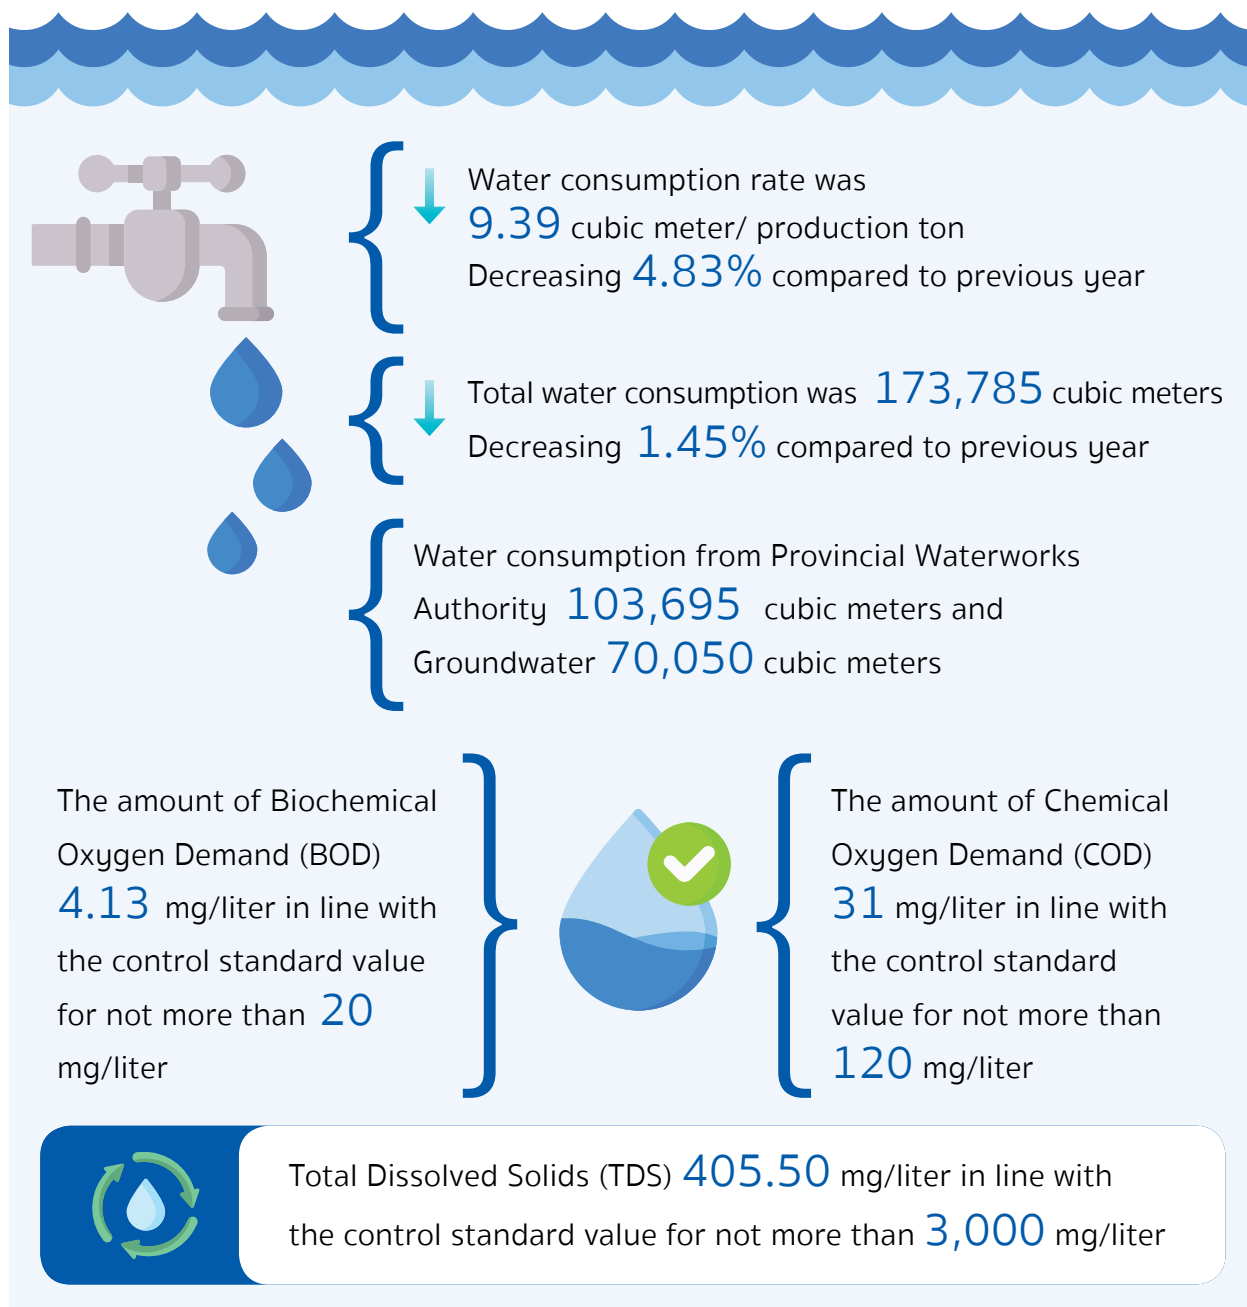 Water consumption rate was
9.39 cubic meter/ production ton
Decreasing 4.83% compared to previous year
Total water consumption was 173,785 cubic meters
Decreasing 1.45% compared to previous year
Water consumption from Provincial Waterworks
Authority 103,695 cubic meters and
Groundwater 70,050 cubic meters
The amount of Biochemical
Oxygen Demand (BOD)
4.13 mg/liter in line with
the control standard value
for not more than 20
mg/liter
The amount of Chemical
Oxygen Demand (COD)
31 mg/liter in line with
the control standard
value for not more than
120 mg/liter
Total Dissolved Solids (TDS) 405.50 mg/liter in line with
the control standard value for not more than 3,000 mg/liter